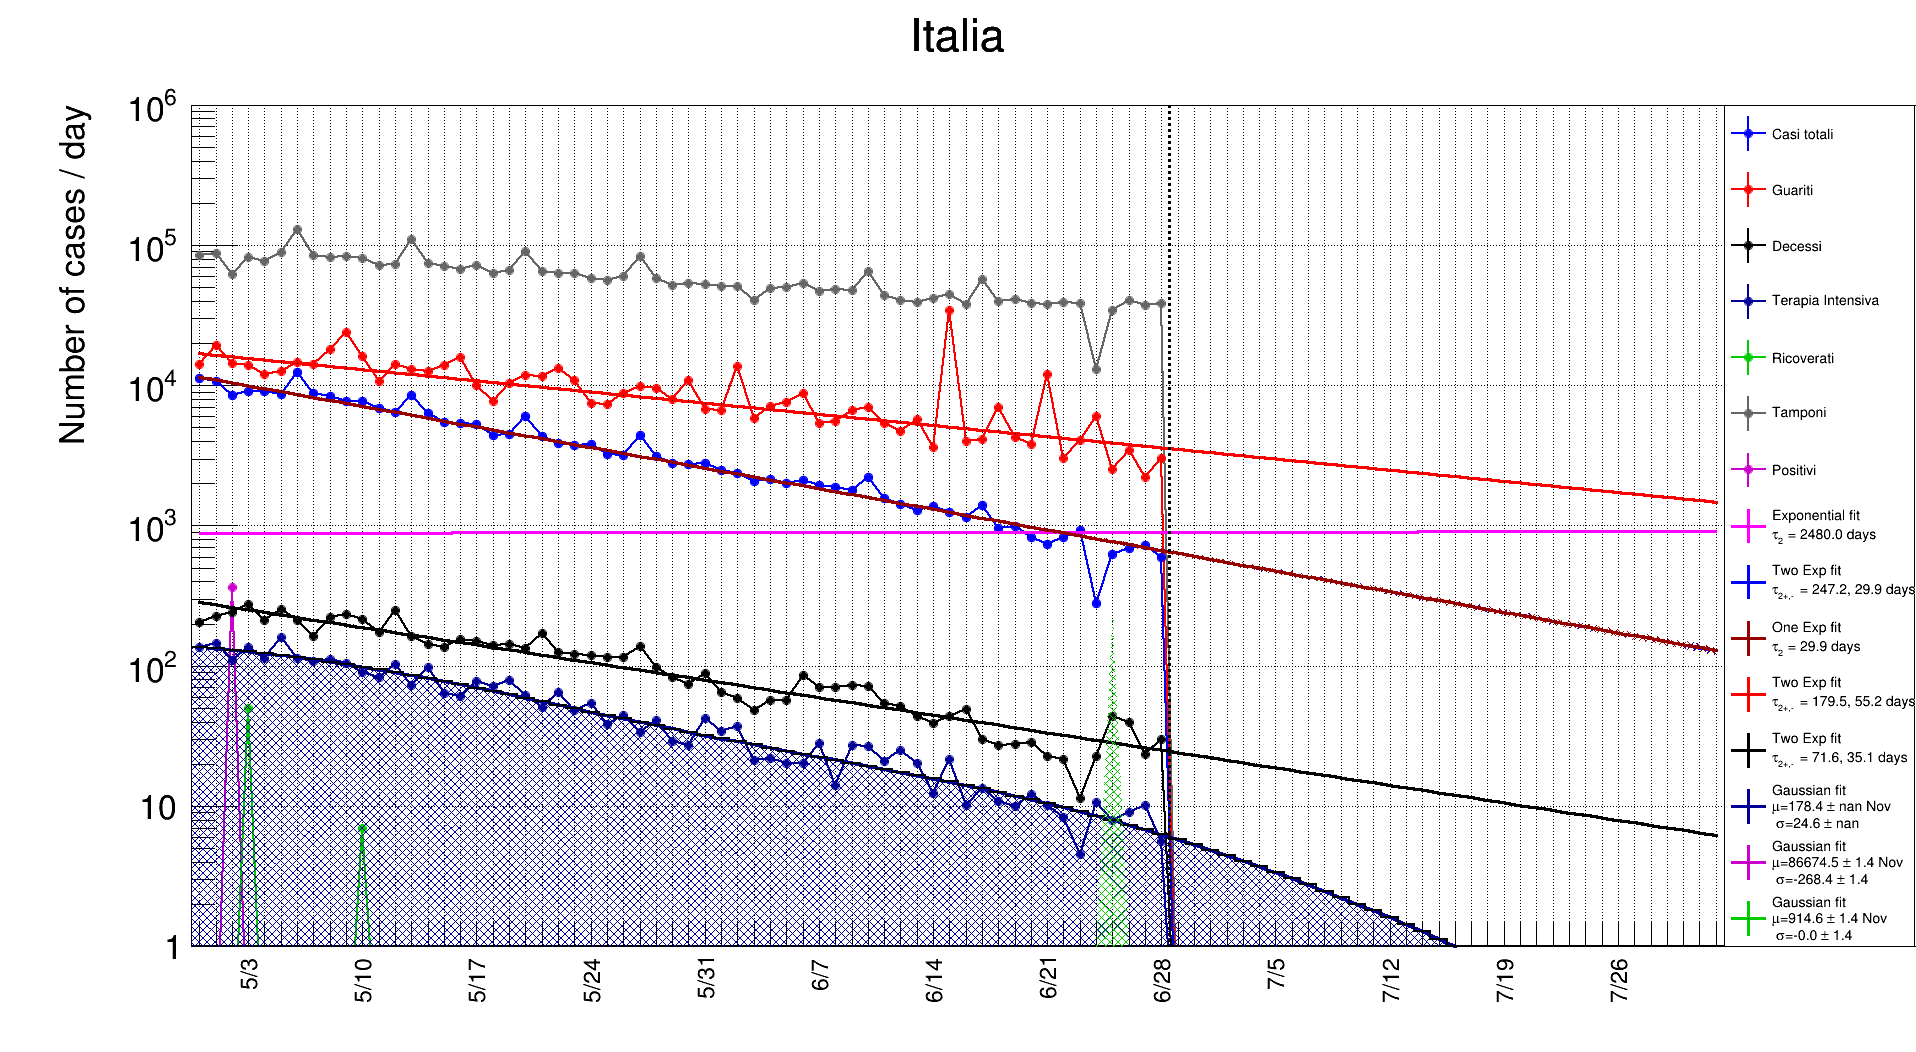 Italia
Number of cases / day
10^6
10^5
10^4
10^3
10^2
10
1
5/3
5/10
5/17
5/24
5/31
6/7
6/14
6/21
6/28
7/5
7/12
7/19
7/26
Casi totali
Guariti
Decessi
Terapia Intensiva
Ricoverati
Tamponi
Positivi
Exponential fit
τ₂ = 2480.0 days
Two Exp fit
τ₂₊,₋ = 247.2, 29.9 days
One Exp fit
τ₂ = 29.9 days
Two Exp fit
τ₂₊,₋ = 179.5, 55.2 days
Two Exp fit
τ₂₊,₋ = 71.6, 35.1 days
Gaussian fit
μ=178.4 ± nan Nov
σ=24.6 ± nan
Gaussian fit
μ=86674.5 ± 1.4 Nov
σ=-268.4 ± 1.4
Gaussian fit
μ=914.6 ± 1.4 Nov
σ=-0.0 ± 1.4